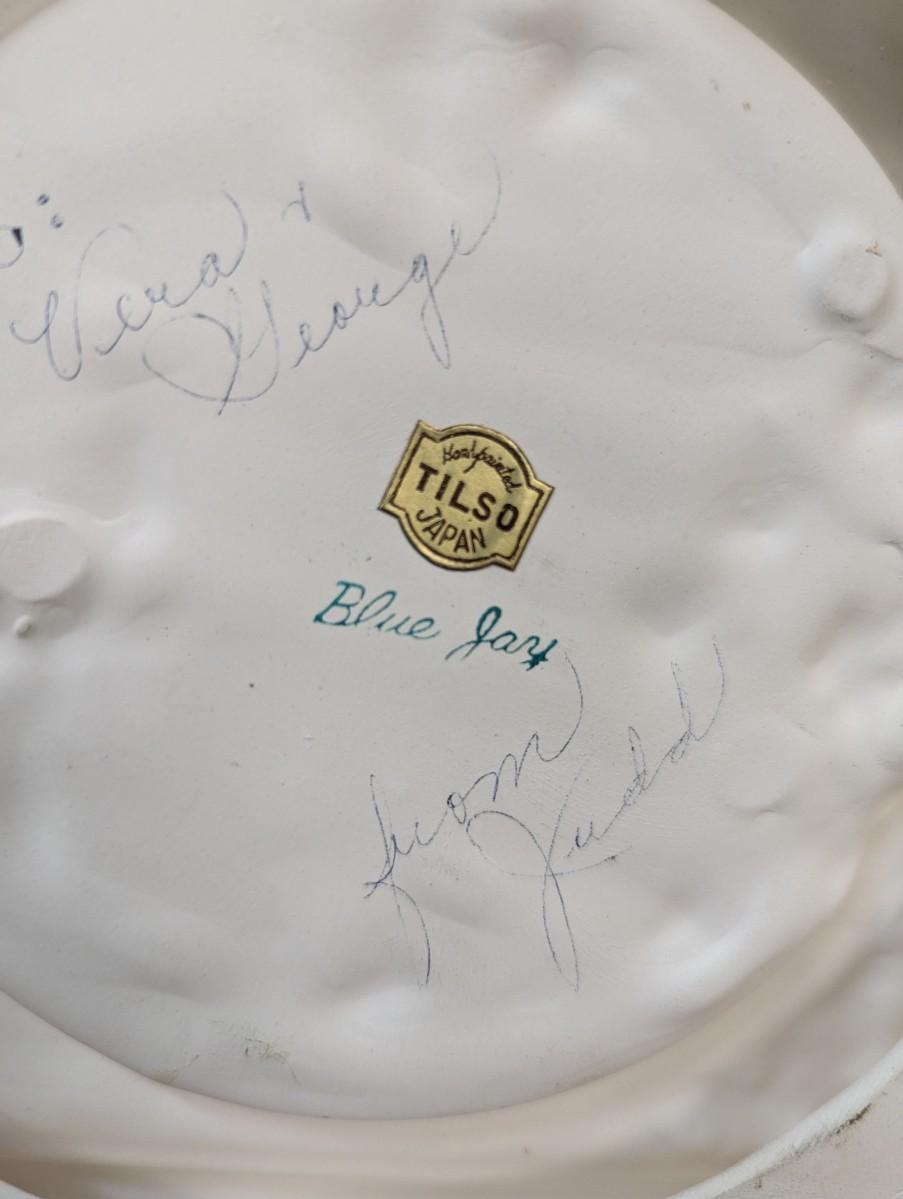 o:
Vera &
George
Handpainted
TILSO
JAPAN
Blue Jay
from
Judd